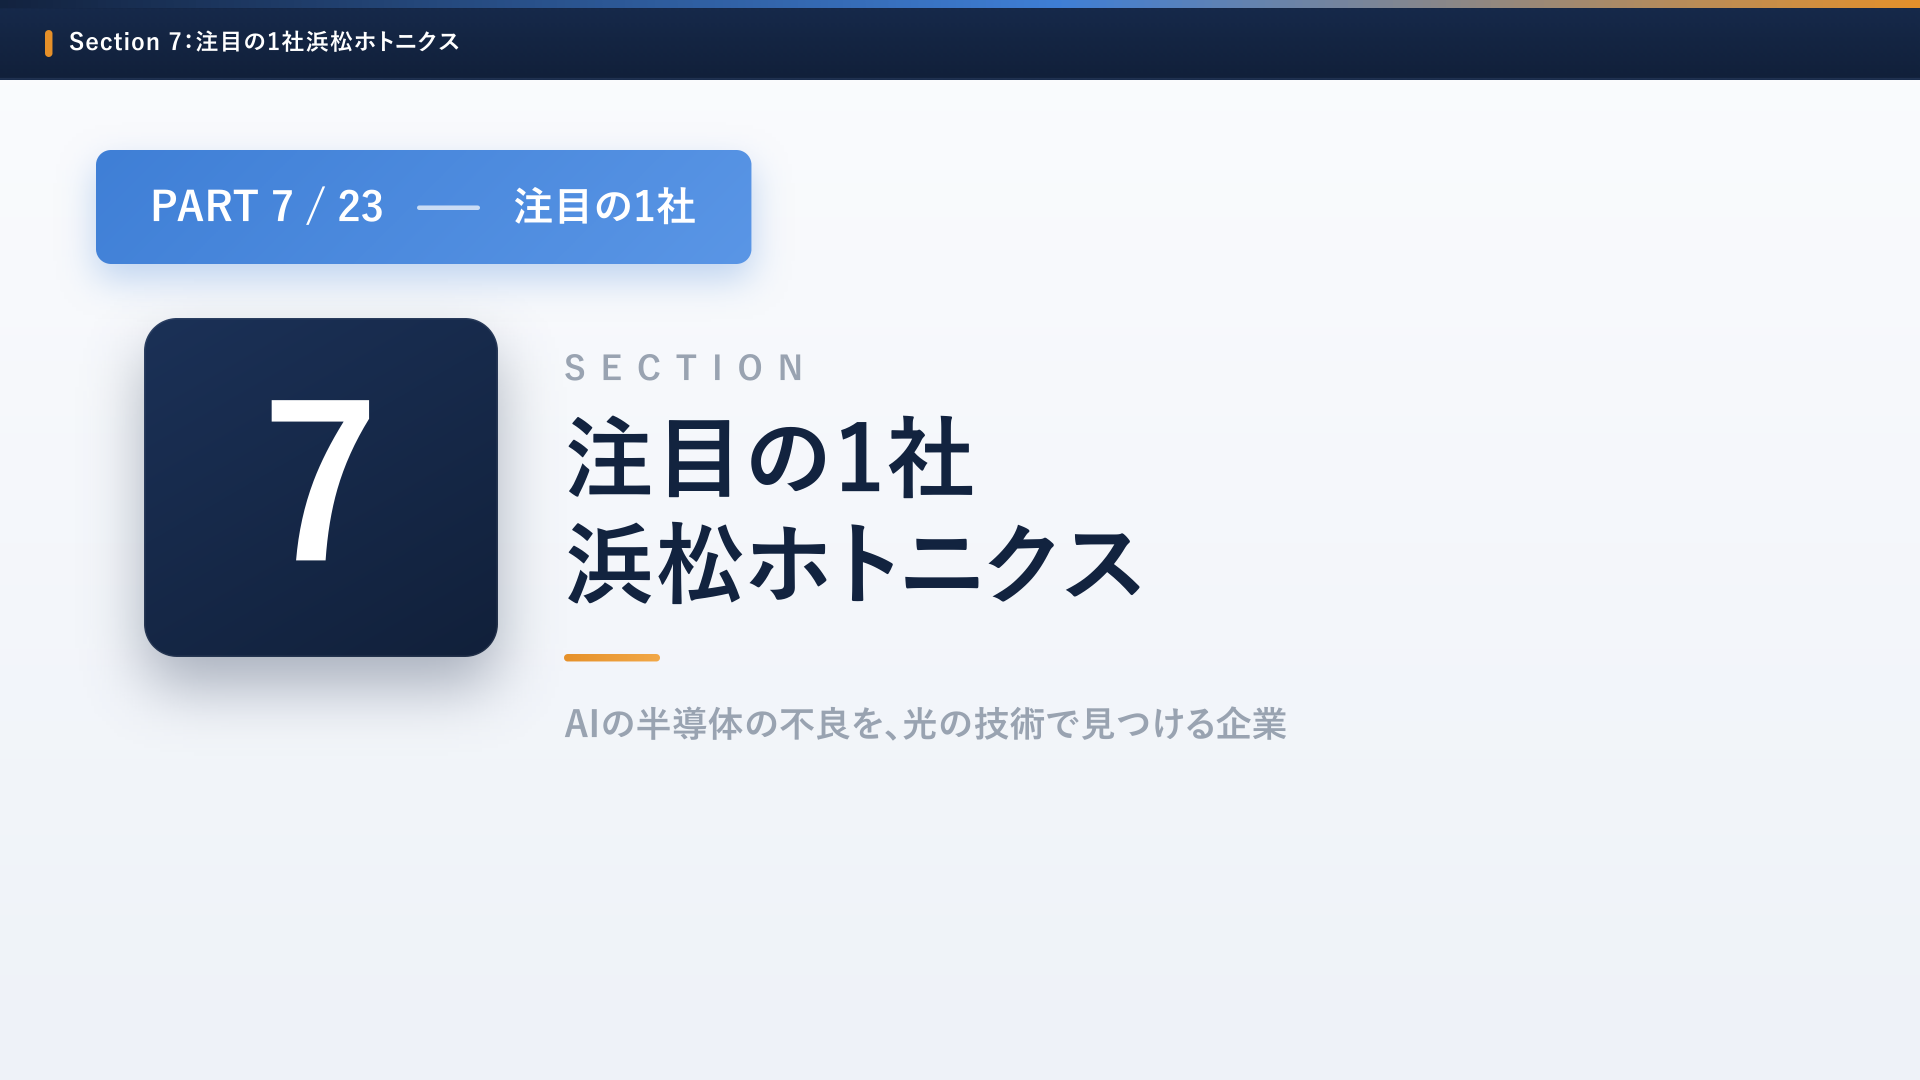 Section 7：注目の1社浜松ホトニクス
PART 7 / 23 — 注目の1社
7
SECTION
注目の1社
浜松ホトニクス
AIの半導体の不良を、光の技術で見つける企業